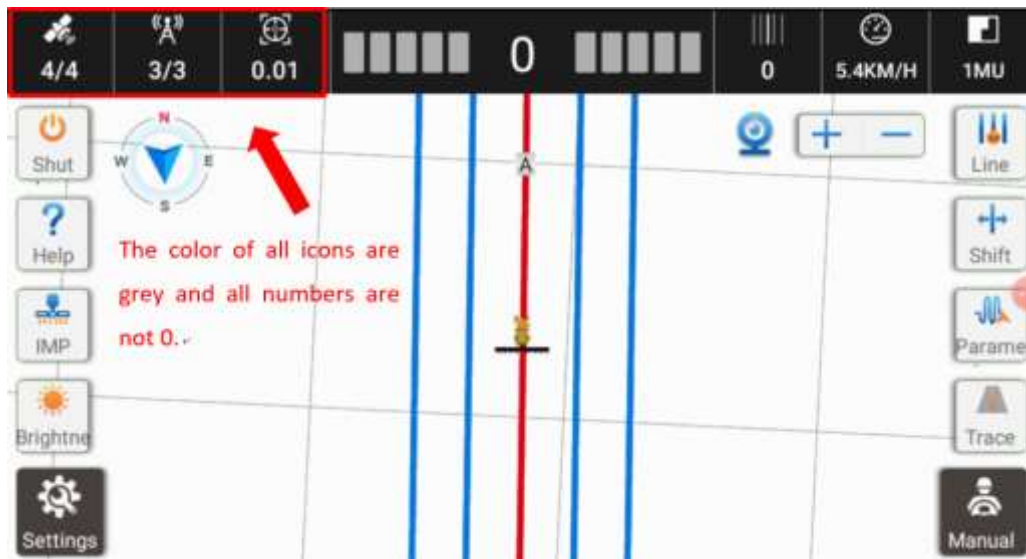 4/4
3/3
0.01
0
0
5.4KM/H
1MU
Shut
N
W
E
S
A
Line
Help
The color of all icons are
grey and all numbers are
not 0.
Shift
IMP
Parame
Brightne
Trace
Settings
Manual